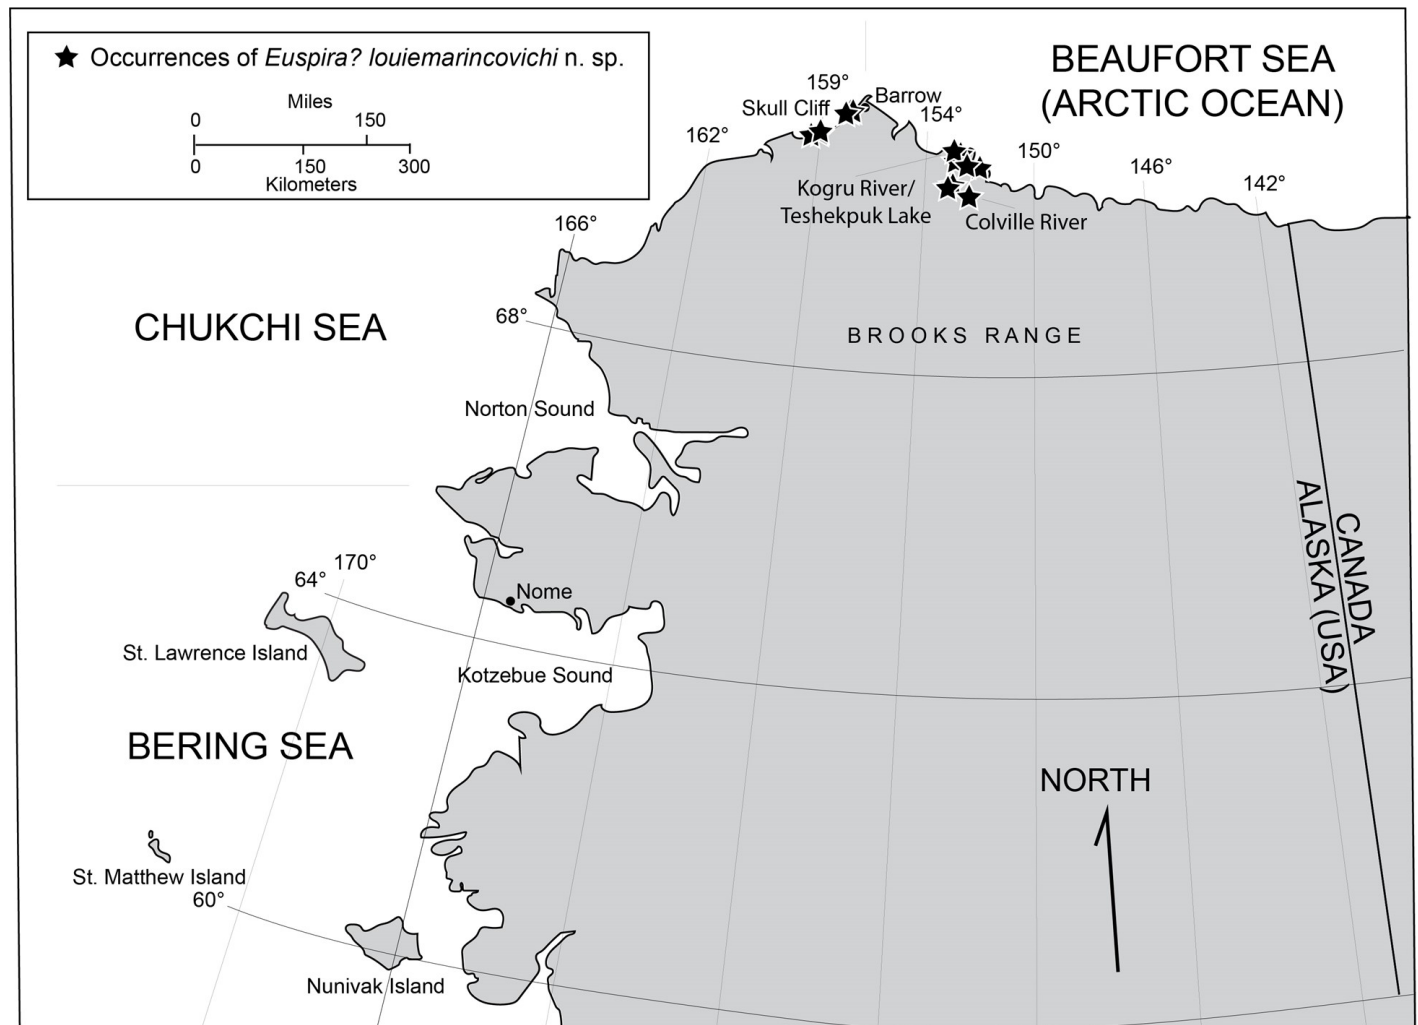 Occurrences of Euspira? louiemarincovichi n. sp.
Miles
0 150
0 150 300
Kilometers
BEAUFORT SEA
(ARCTIC OCEAN)
159°
Barrow
Skull Cliff
154°
162°
150°
146°
142°
Kogru River/
Teshekpuk Lake
Colville River
166°
68°
CHUKCHI SEA
BROOKS RANGE
Norton Sound
CANADA
ALASKA (USA)
170°
64°
Nome
St. Lawrence Island
Kotzebue Sound
BERING SEA
NORTH
St. Matthew Island
60°
Nunivak Island